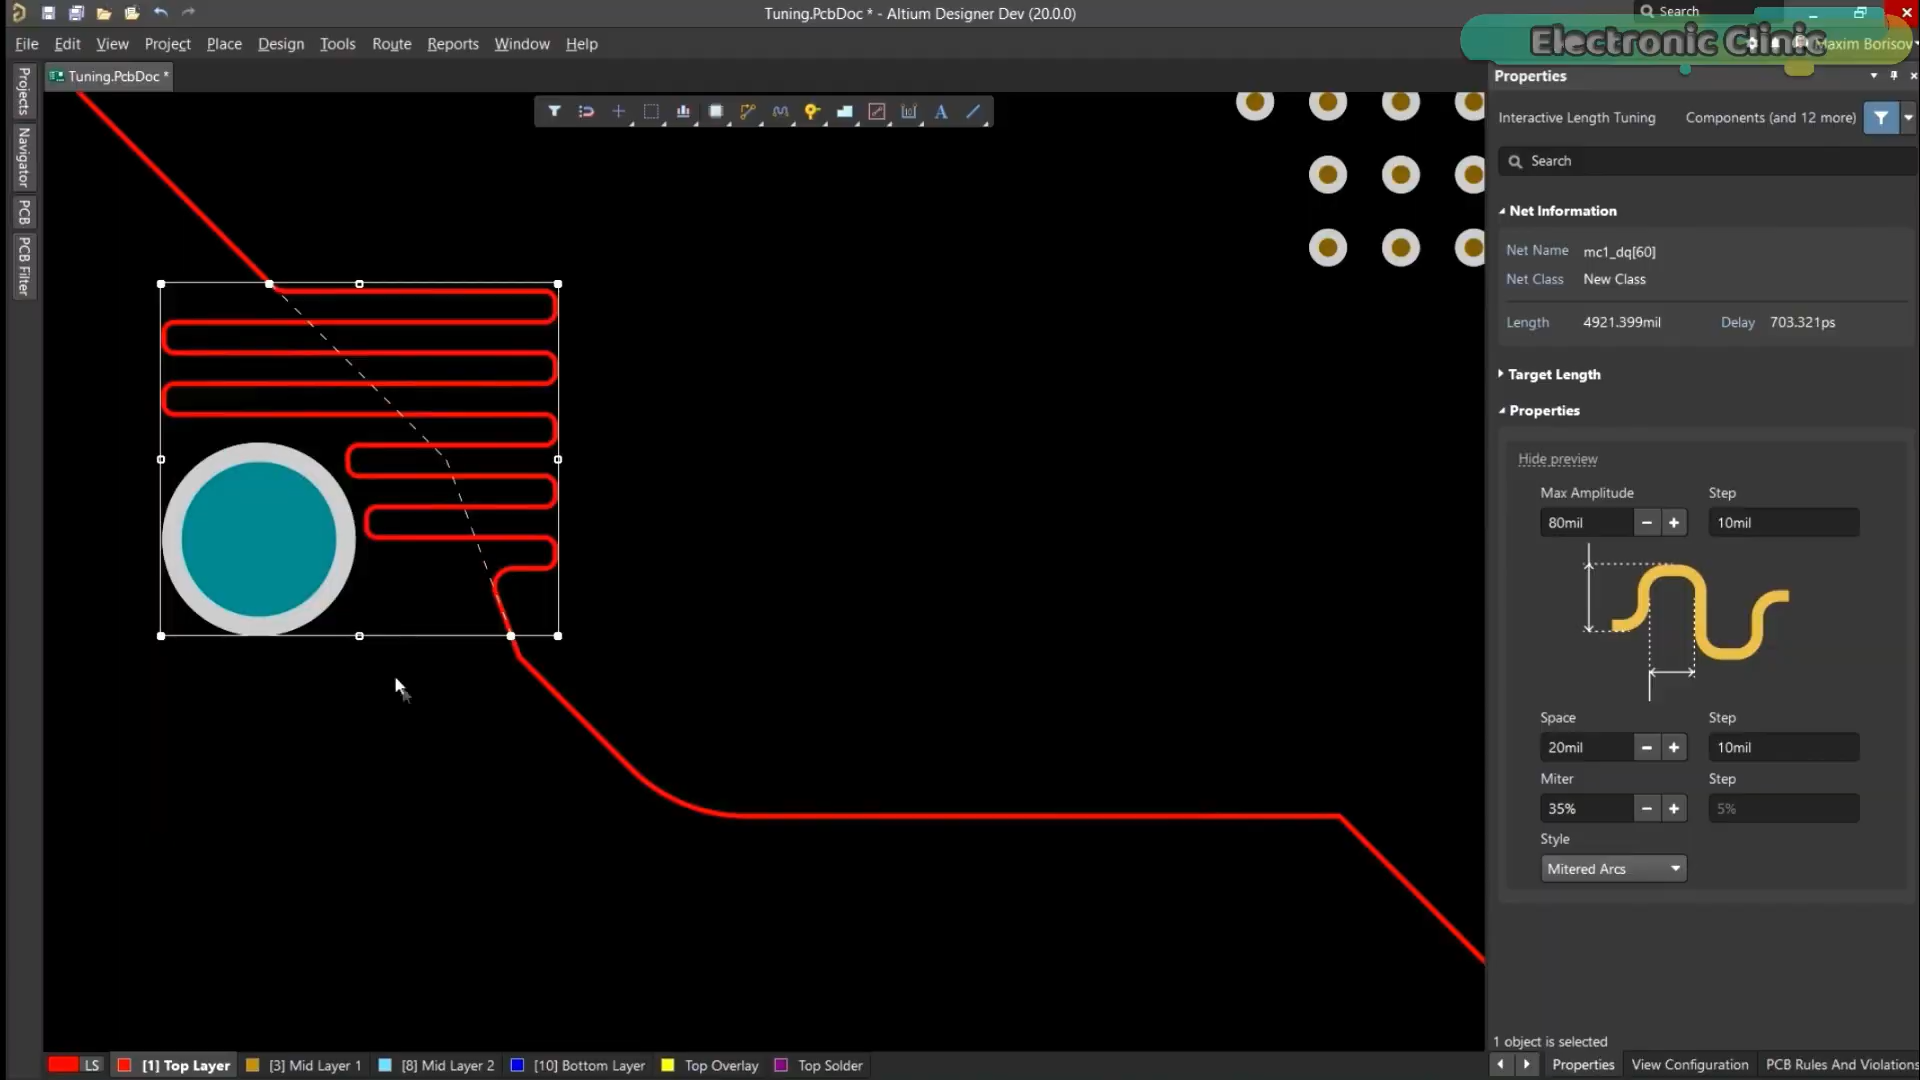 Tuning.PcbDoc * - Altium Designer Dev (20.0.0)
Search
File Edit View Project Place Design Tools Route Reports Window Help
Electronic Clinic
Maxim Borisov
Tuning.PcbDoc *
Projects
Navigator
PCB
PCB Filter
Properties
Interactive Length Tuning Components (and 12 more)
Search
Net Information
Net Name mc1_dq[60]
Net Class New Class
Length 4921.399mil Delay 703.321ps
Target Length
Properties
Hide preview
Max Amplitude Step
80mil 10mil
Space Step
20mil 10mil
Miter Step
35% 5%
Style
Mitered Arcs
1 object is selected
LS [1] Top Layer [3] Mid Layer 1 [8] Mid Layer 2 [10] Bottom Layer Top Overlay Top Solder
Properties View Configuration PCB Rules And Violations